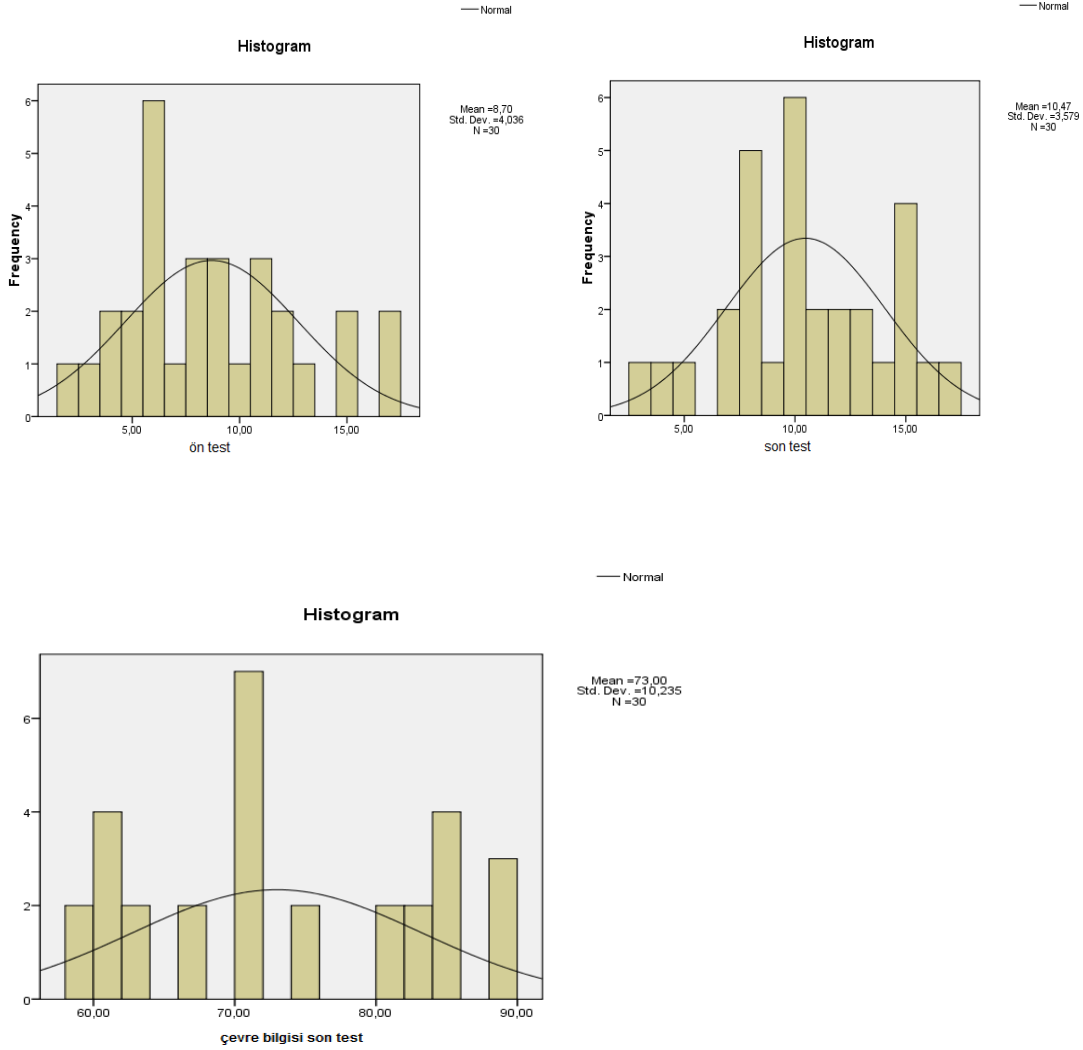 Normal
Histogram
Mean =8,70
Std. Dev. =4,036
N =30
Frequency
6
5
4
3
2
1
0
5,00 10,00 15,00
ön test
Normal
Histogram
Mean =10,47
Std. Dev. =3,579
N =30
Frequency
6
5
4
3
2
1
0
5,00 10,00 15,00
son test
Normal
Histogram
Mean =73,00
Std. Dev. =10,235
N =30
6
4
2
0
60,00 70,00 80,00 90,00
çevre bilgisi son test